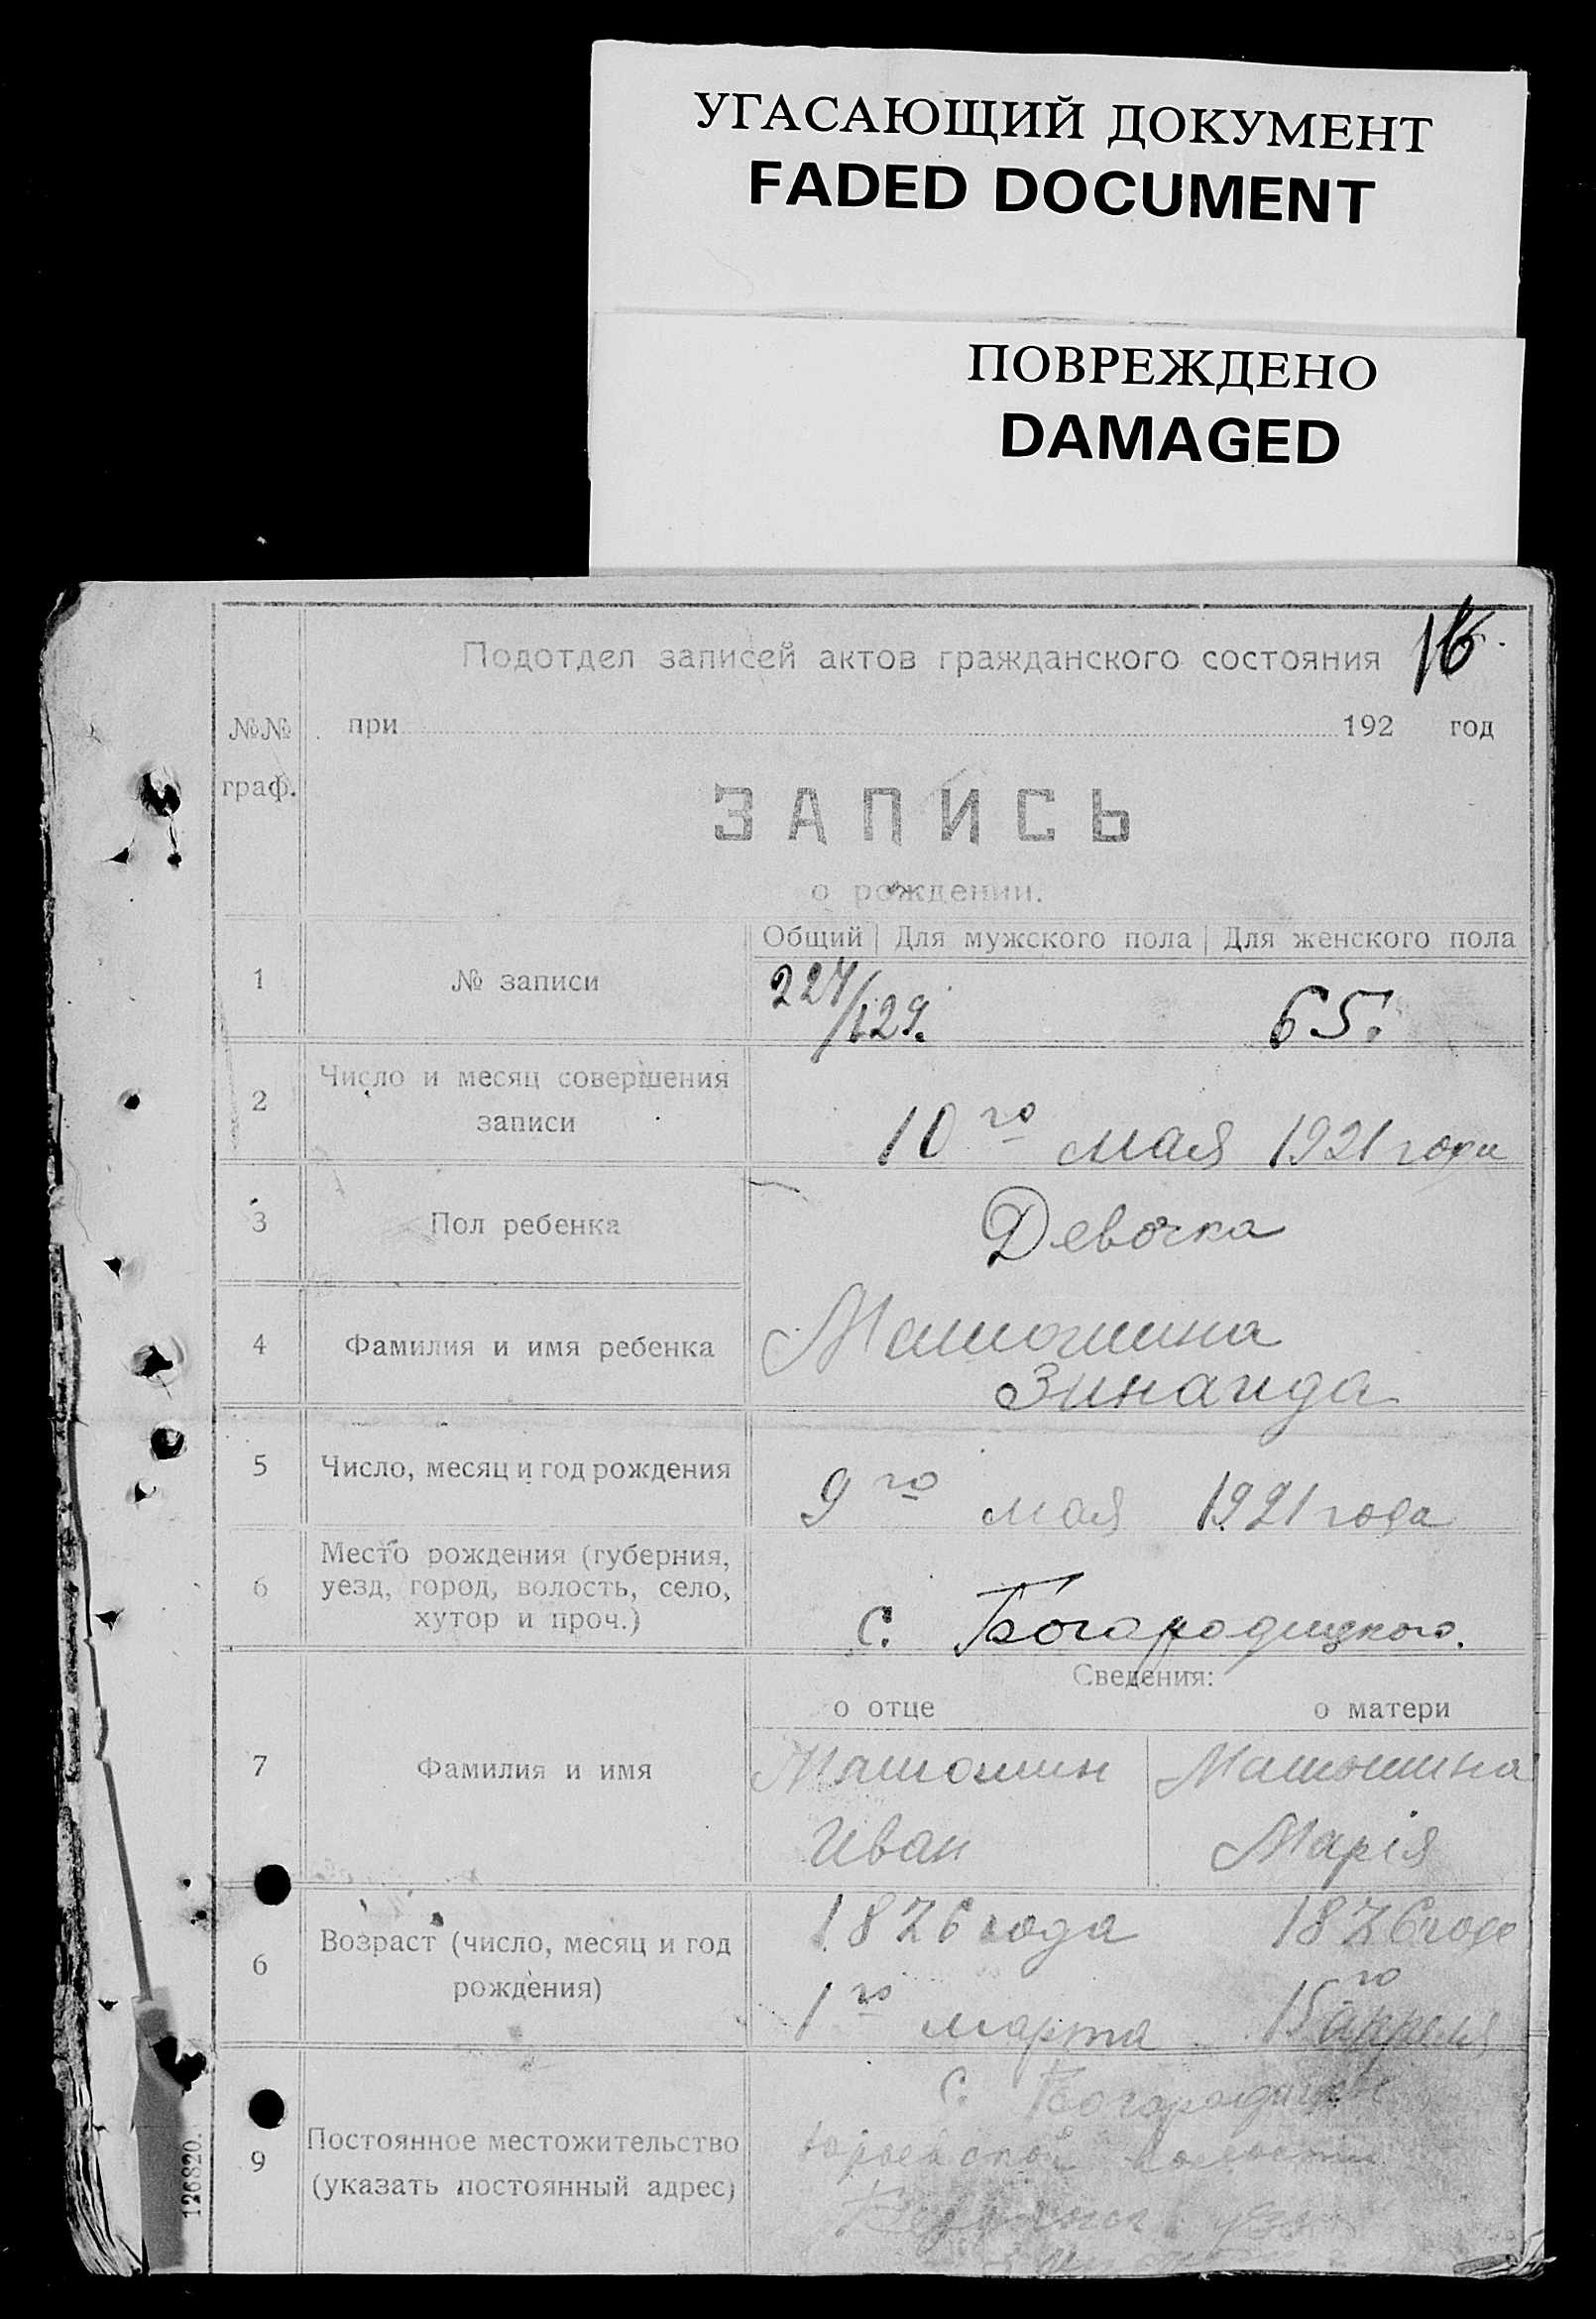 УГАСАЮЩИЙ ДОКУМЕНТ
FADED DOCUMENT
ПОВРЕЖДЕНО
DAMAGED
Подотдел записей актов гражданского состояния 16.
№№ граф.
при 192 год
ЗАПИСЬ
о рождении.
Общий Для мужского пола Для женского пола
1 № записи 224/129. 65.
2 Число и месяц совершения
записи 10го мая 1921 года
3 Пол ребенка Девочка
4 Фамилия и имя ребенка Машошина
Зинаида
5 Число, месяц и год рождения 9го мая 1921 года
6 Место рождения (губерния,
уезд, город, волость, село,
хутор и проч.) с. Богародицкого.
Сведения:
о отце о матери
7 Фамилия и имя Машошин Машошина
Иван Марія
6 Возраст (число, месяц и год
рождения) 1876 года 1876 года
1го марта 15го апреля
9 Постоянное местожительство
(указать постоянный адрес) с.
волости
126820.